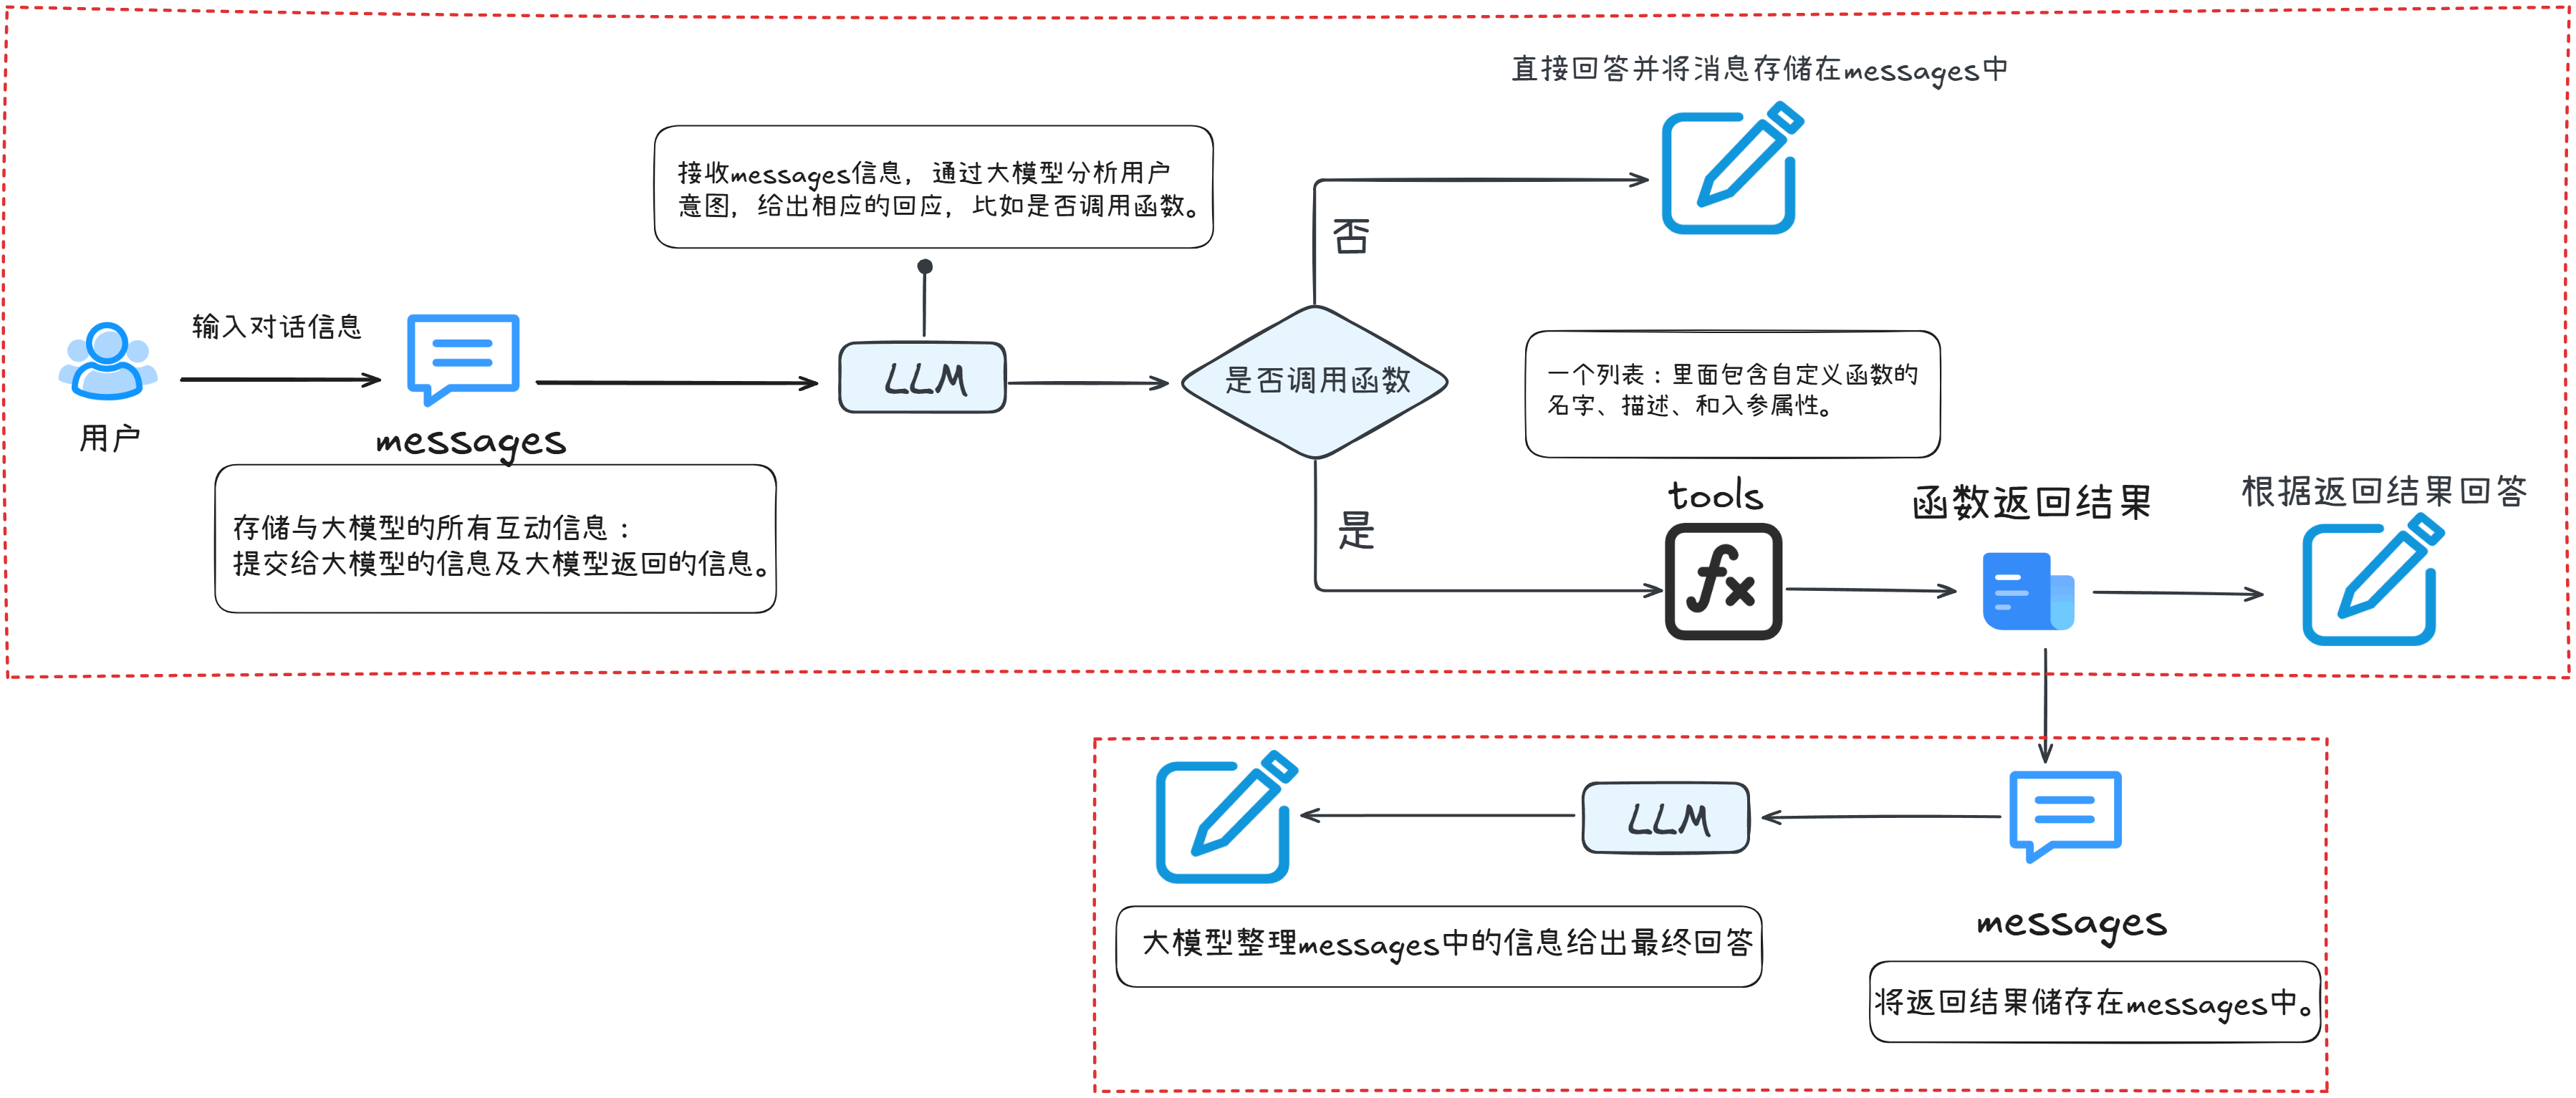 直接回答并将消息存储在messages中
接收messages信息，通过大模型分析用户
意图，给出相应的回应，比如是否调用函数。
否
输入对话信息
用户
messages
LLM
是否调用函数
一个列表：里面包含自定义函数的
名字、描述、和入参属性。
存储与大模型的所有互动信息：
提交给大模型的信息及大模型返回的信息。
是
tools
fx
函数返回结果
根据返回结果回答
LLM
messages
大模型整理messages中的信息给出最终回答
将返回结果储存在messages中。